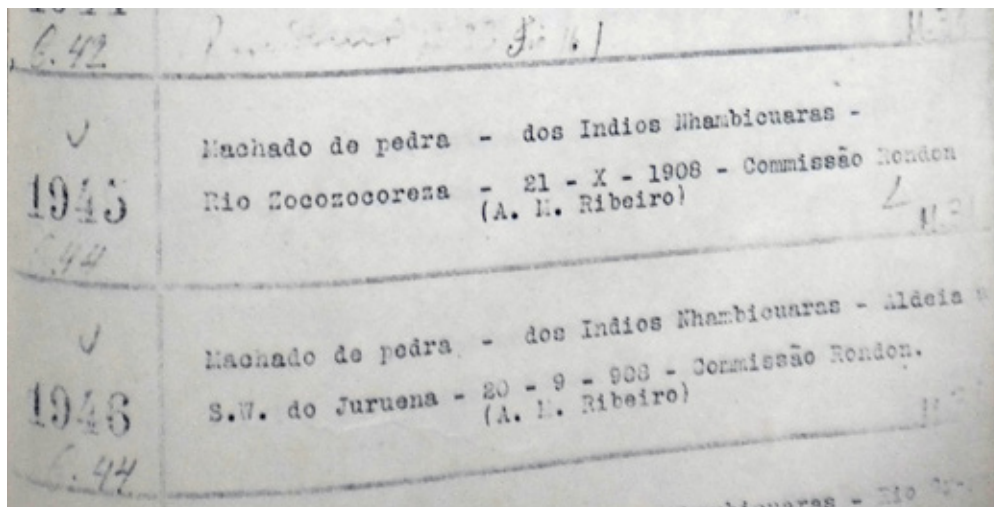 6.42
1945
Machado de pedra - dos Indios Nhambicuaras -
Rio Zocozocoreza - 21 - X - 1908 - Commissão Rondon
(A. M. Ribeiro)
6.44
1946
Machado de pedra - dos Indios Nhambicuaras - Aldeia
S.W. do Juruena - 20 - 9 - 908 - Commissão Rondon.
(A. M. Ribeiro)
6.44
Rio